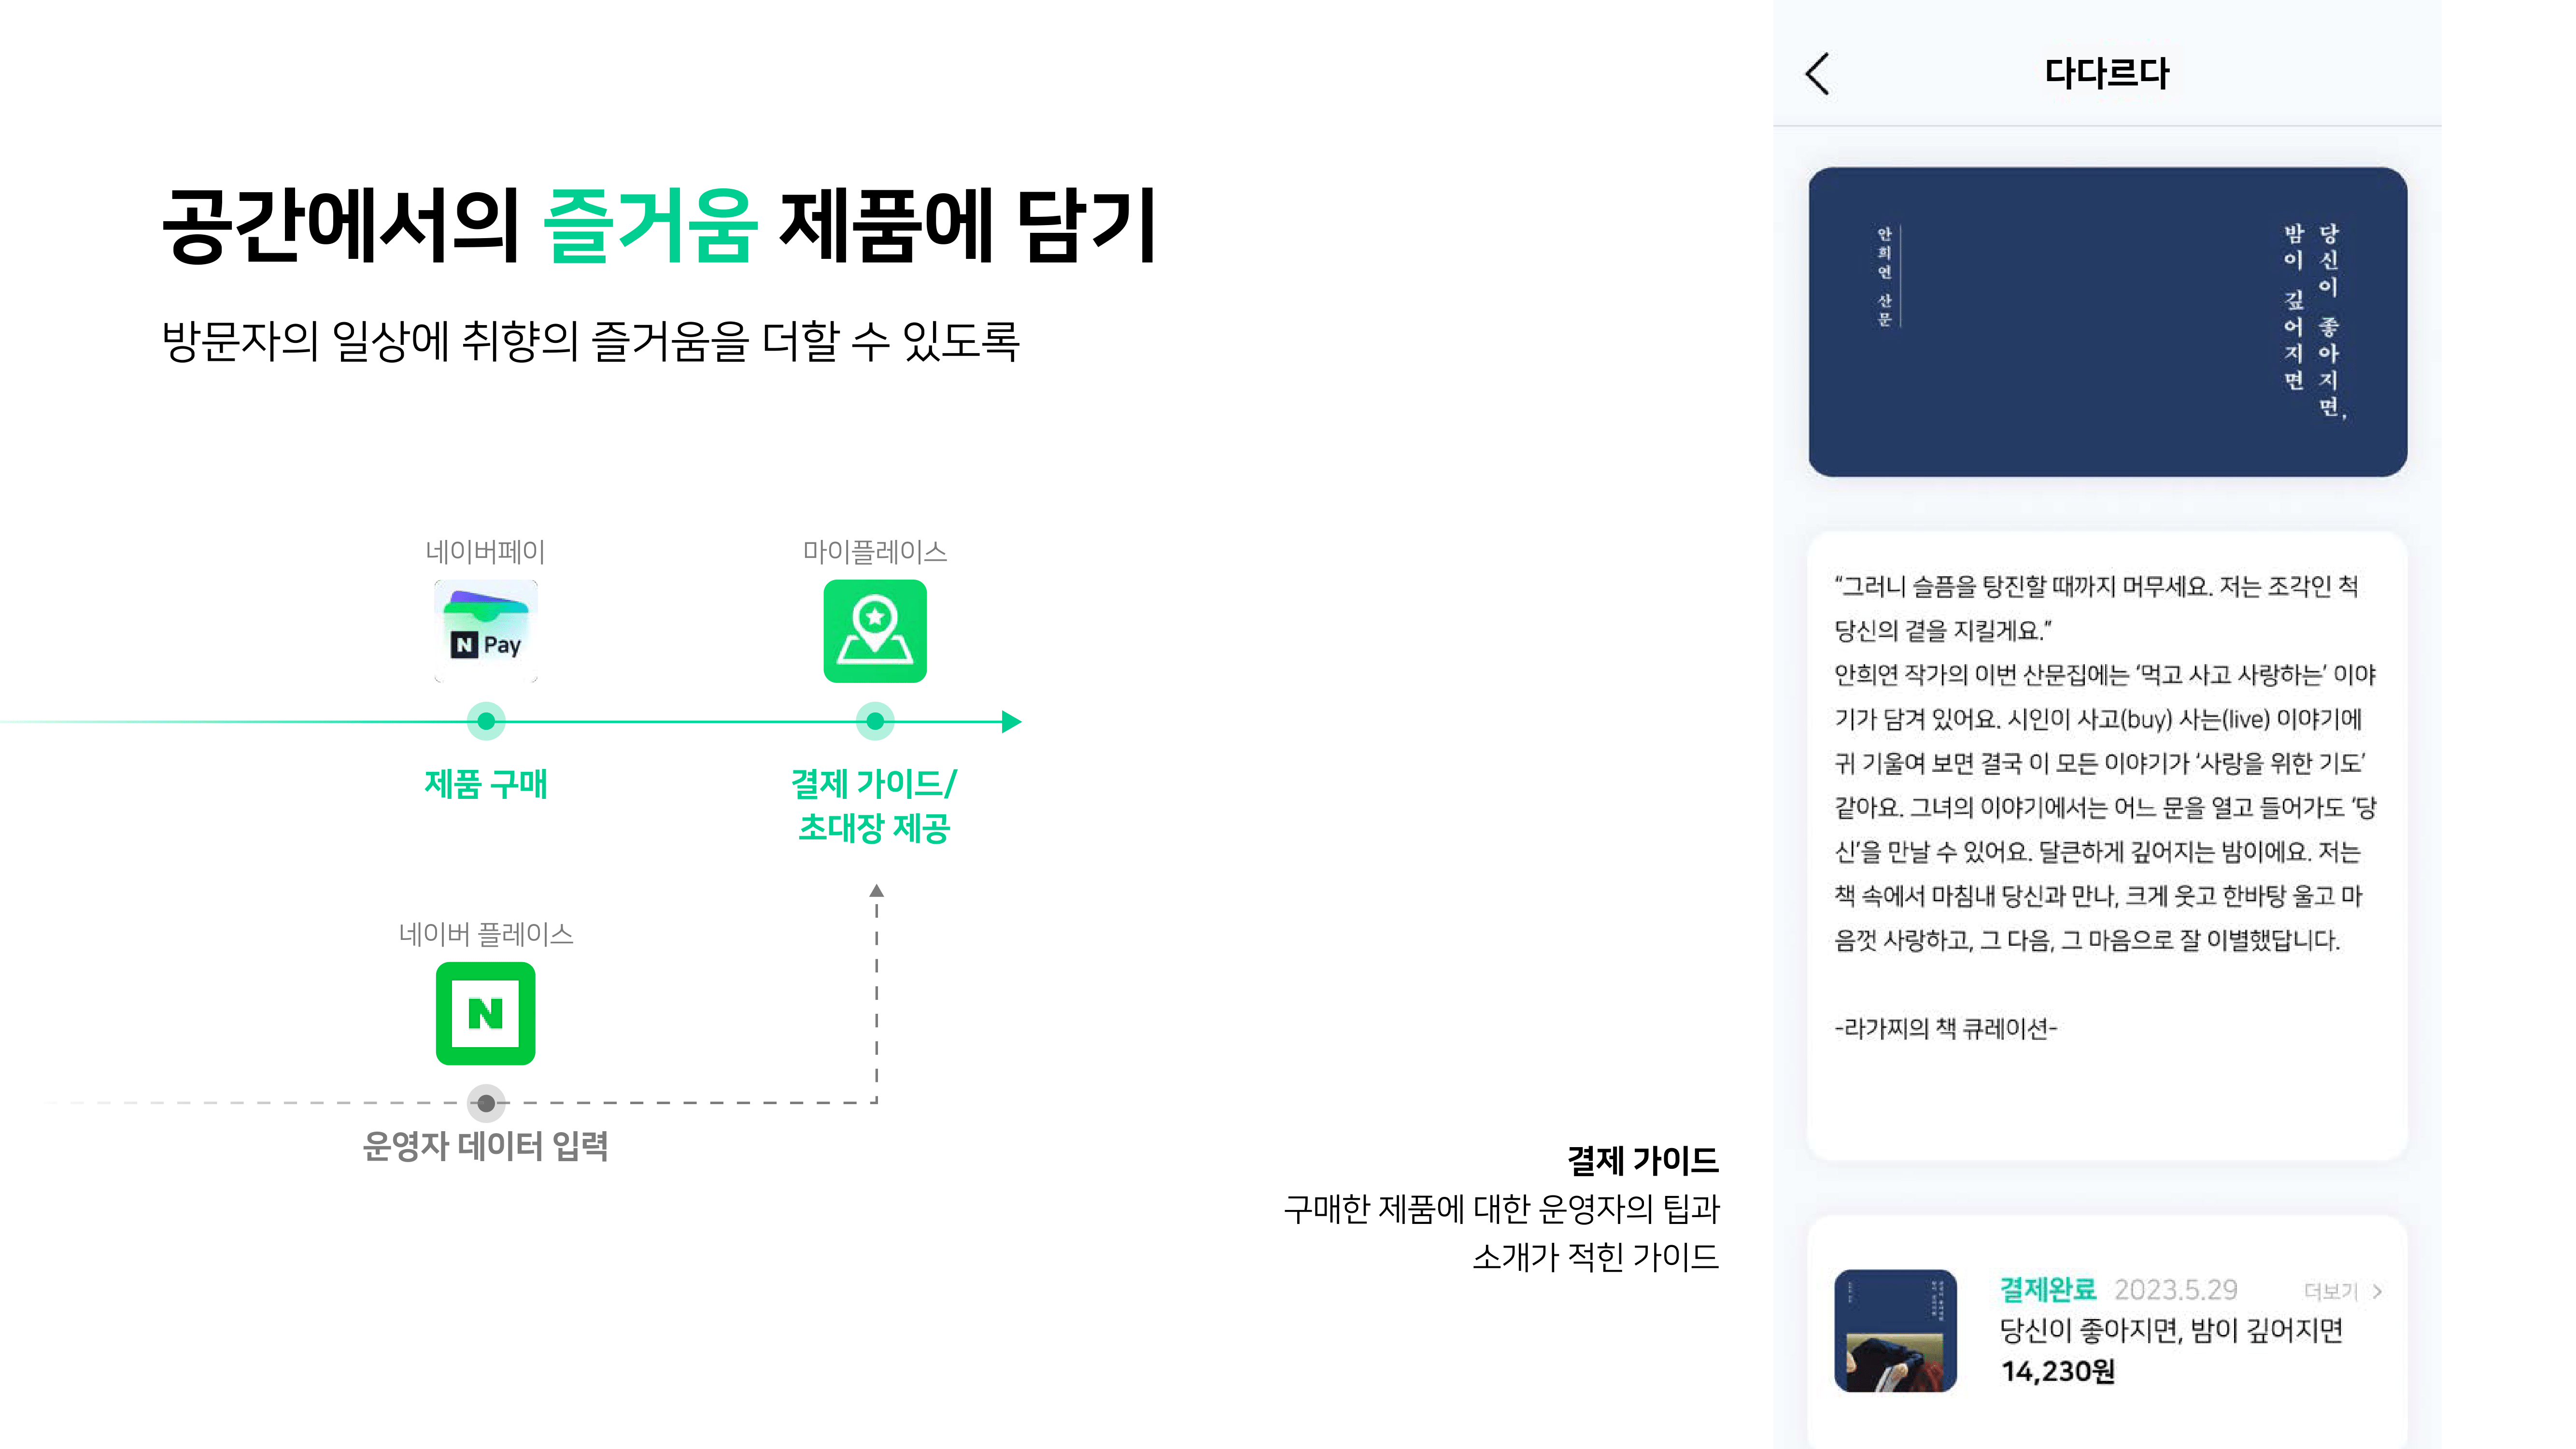 공간에서의 즐거움 제품에 담기
방문자의 일상에 취향의 즐거움을 더할 수 있도록
네이버페이
N Pay
마이플레이스
제품 구매
결제 가이드/
초대장 제공
네이버 플레이스
N
운영자 데이터 입력
결제 가이드
구매한 제품에 대한 운영자의 팁과
소개가 적힌 가이드
다다르다
당신이 좋아지면,
밤이 깊어지면
안희연 산문
“그러니 슬픔을 탕진할 때까지 머무세요. 저는 조각인 척
당신의 곁을 지킬게요.”
안희연 작가의 이번 산문집에는 ‘먹고 사고 사랑하는’ 이야
기가 담겨 있어요. 시인이 사고(buy) 사는(live) 이야기에
귀 기울여 보면 결국 이 모든 이야기가 ‘사랑을 위한 기도’
같아요. 그녀의 이야기에서는 어느 문을 열고 들어가도 ‘당
신’을 만날 수 있어요. 달큰하게 깊어지는 밤이에요. 저는
책 속에서 마침내 당신과 만나, 크게 웃고 한바탕 울고 마
음껏 사랑하고, 그 다음, 그 마음으로 잘 이별했답니다.
-라가찌의 책 큐레이션-
결제완료 2023.5.29 더보기 >
당신이 좋아지면, 밤이 깊어지면
14,230원